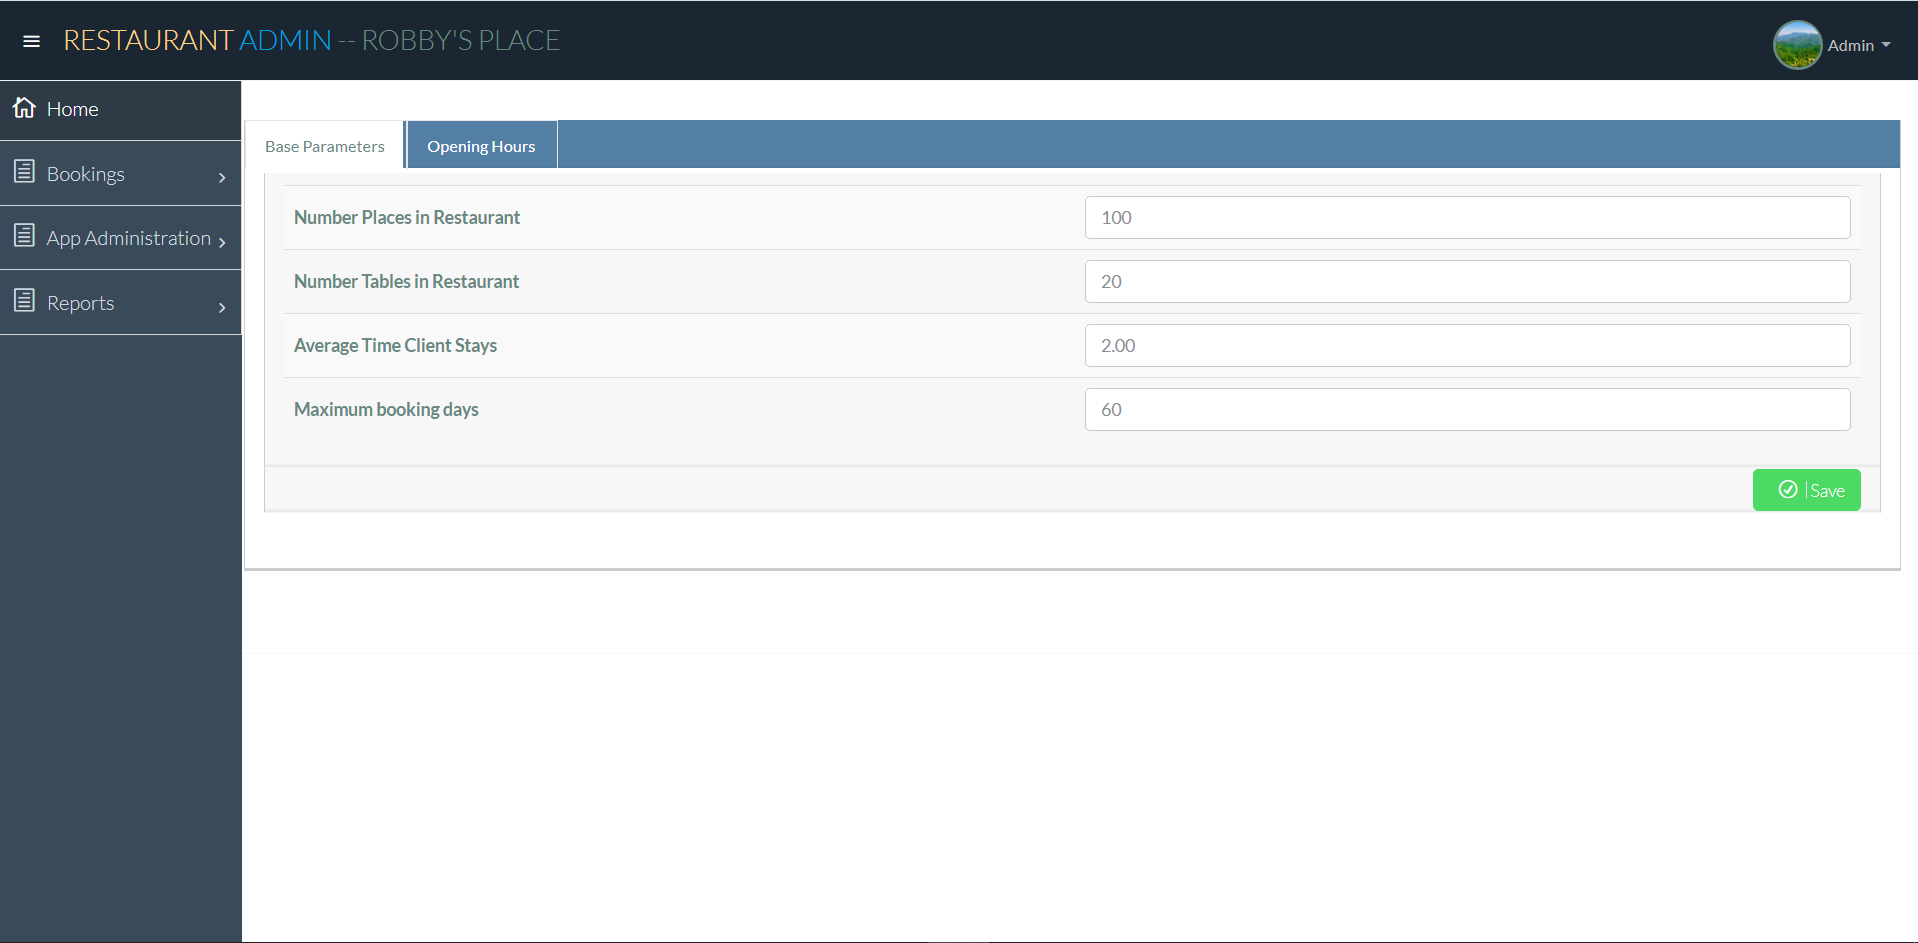 RESTAURANT ADMIN -- ROBBY'S PLACE
Admin
Home
Bookings
App Administration
Reports
Base Parameters
Opening Hours
Number Places in Restaurant
100
Number Tables in Restaurant
20
Average Time Client Stays
2.00
Maximum booking days
60
|Save